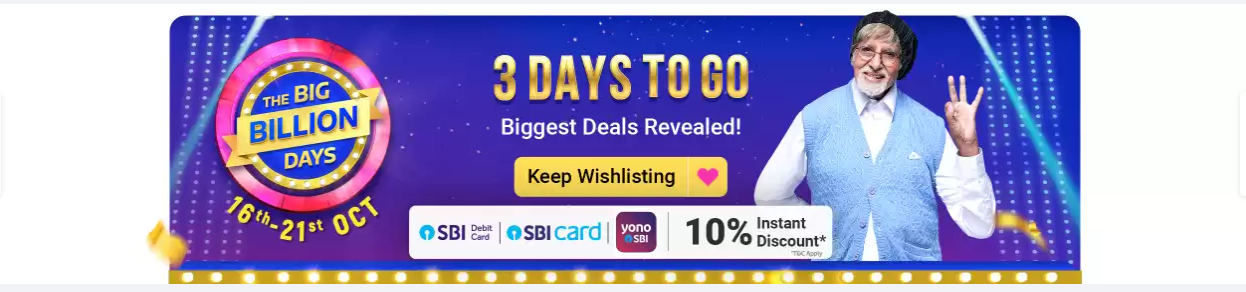 THE BIG
BILLION
DAYS
16th-21st OCT
3 DAYS TO GO
Biggest Deals Revealed!
Keep Wishlisting
SBI Debit Card
SBI card
yono
SBI
10% Instant Discount*
*T&C Apply